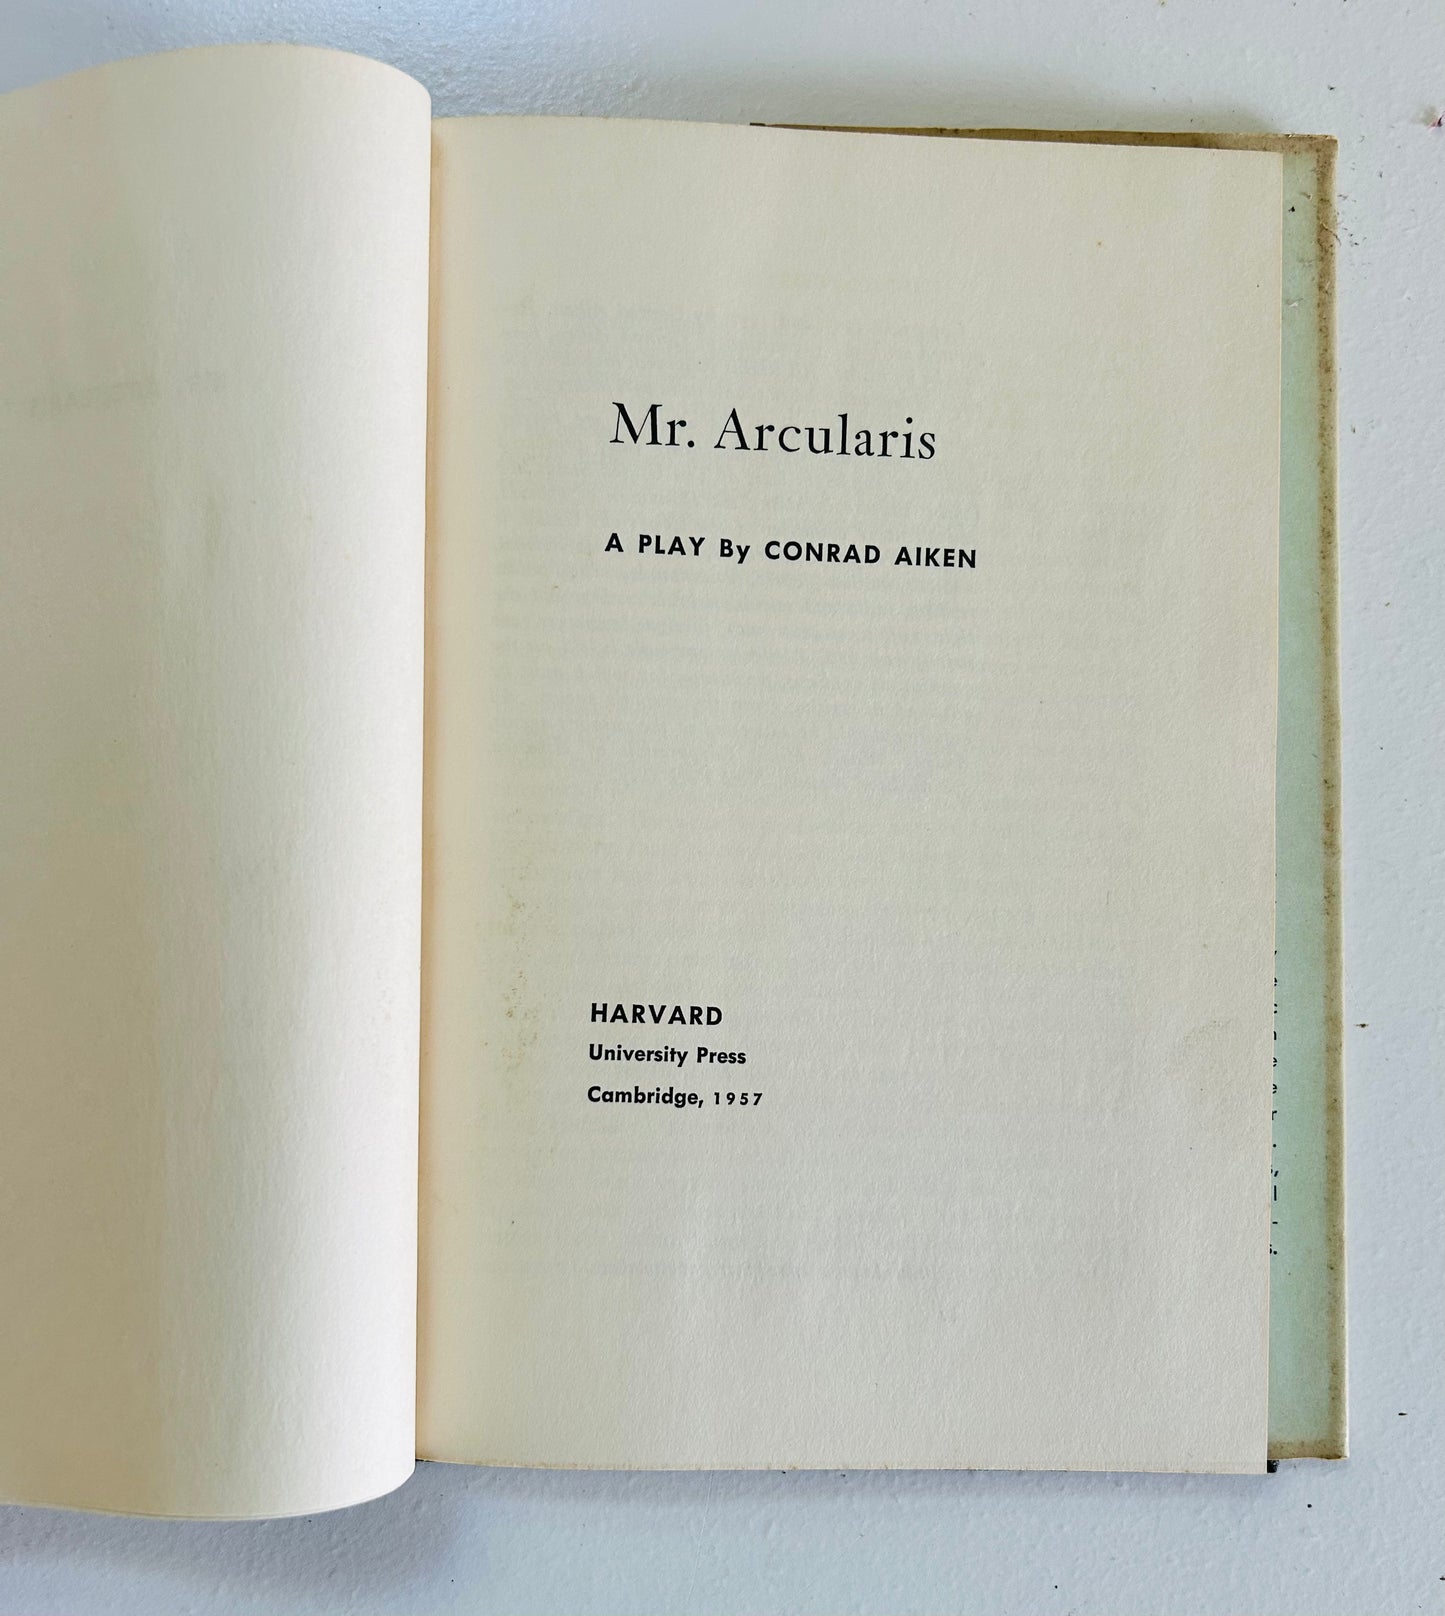 Mr. Arcularis
A PLAY By CONRAD AIKEN
HARVARD
University Press
Cambridge, 1957